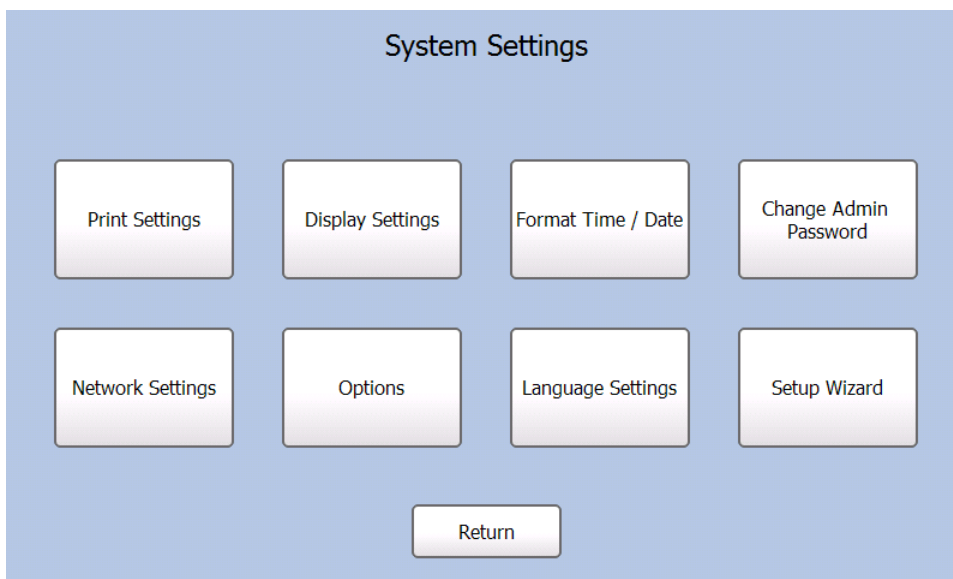 System Settings
Print Settings
Display Settings
Format Time / Date
Change Admin
Password
Network Settings
Options
Language Settings
Setup Wizard
Return